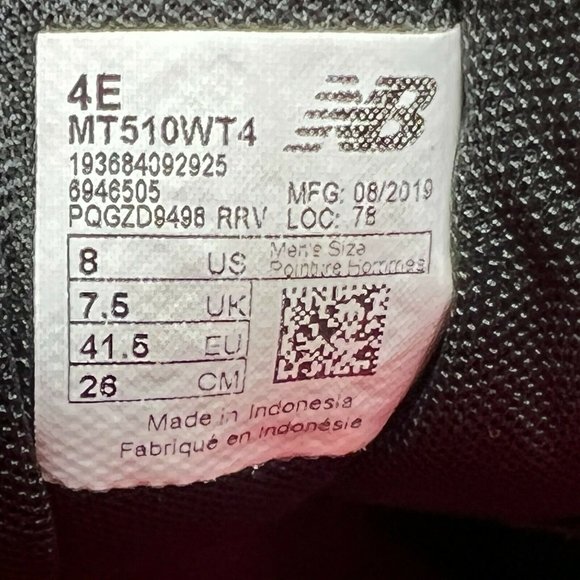 4E
MT510WT4
193684092925
6946505 MFG: 08/2019
PQGZD9498 RRV LOC: 78
8 US Men's Size
Pointure Hommes
7.5 UK
41.5 EU
26 CM
Made in Indonesia
Fabriqué en Indonésie